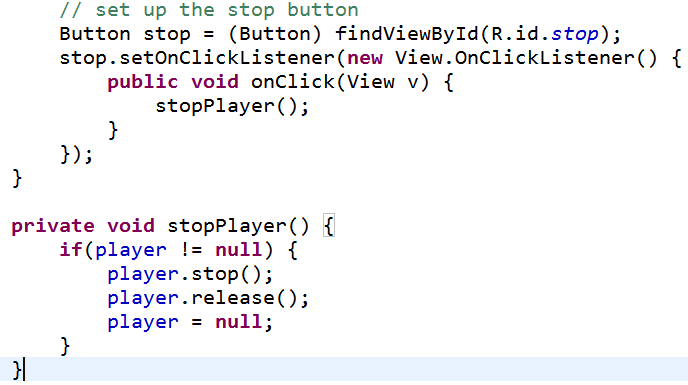 // set up the stop button
Button stop = (Button) findViewById(R.id.stop);
stop.setOnClickListener(new View.OnClickListener() {
public void onClick(View v) {
stopPlayer();
}
});
}
private void stopPlayer() {
if(player != null) {
player.stop();
player.release();
player = null;
}
}